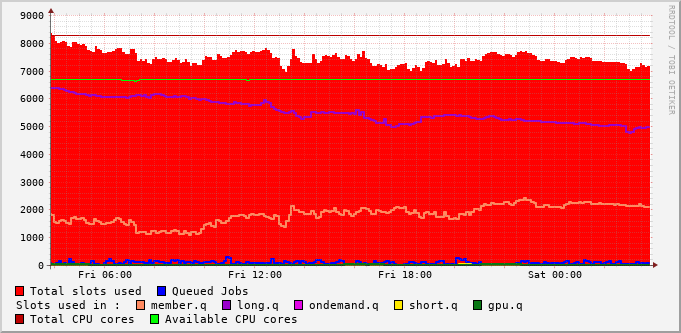 9000
8000
7000
6000
5000
4000
3000
2000
1000
0
Fri 06:00 Fri 12:00 Fri 18:00 Sat 00:00
Total slots used Queued Jobs
Slots used in : member.q long.q ondemand.q short.q gpu.q
Total CPU cores Available CPU cores
RRDTOOL / TOBI OETIKER